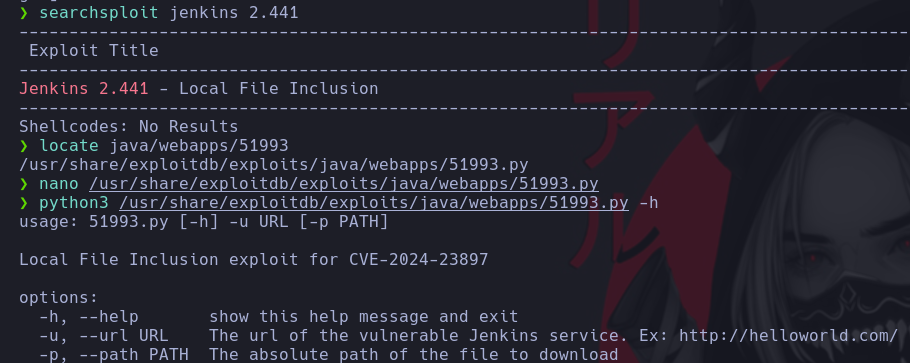 ❯ searchsploit jenkins 2.441
--------------------------------------------------------------------------------
 Exploit Title
--------------------------------------------------------------------------------
Jenkins 2.441 - Local File Inclusion
--------------------------------------------------------------------------------
Shellcodes: No Results
❯ locate java/webapps/51993
/usr/share/exploitdb/exploits/java/webapps/51993.py
❯ nano /usr/share/exploitdb/exploits/java/webapps/51993.py
❯ python3 /usr/share/exploitdb/exploits/java/webapps/51993.py -h
usage: 51993.py [-h] -u URL [-p PATH]

Local File Inclusion exploit for CVE-2024-23897

options:
  -h, --help       show this help message and exit
  -u, --url URL    The url of the vulnerable Jenkins service. Ex: http://helloworld.com/
  -p, --path PATH  The absolute path of the file to download
リアル